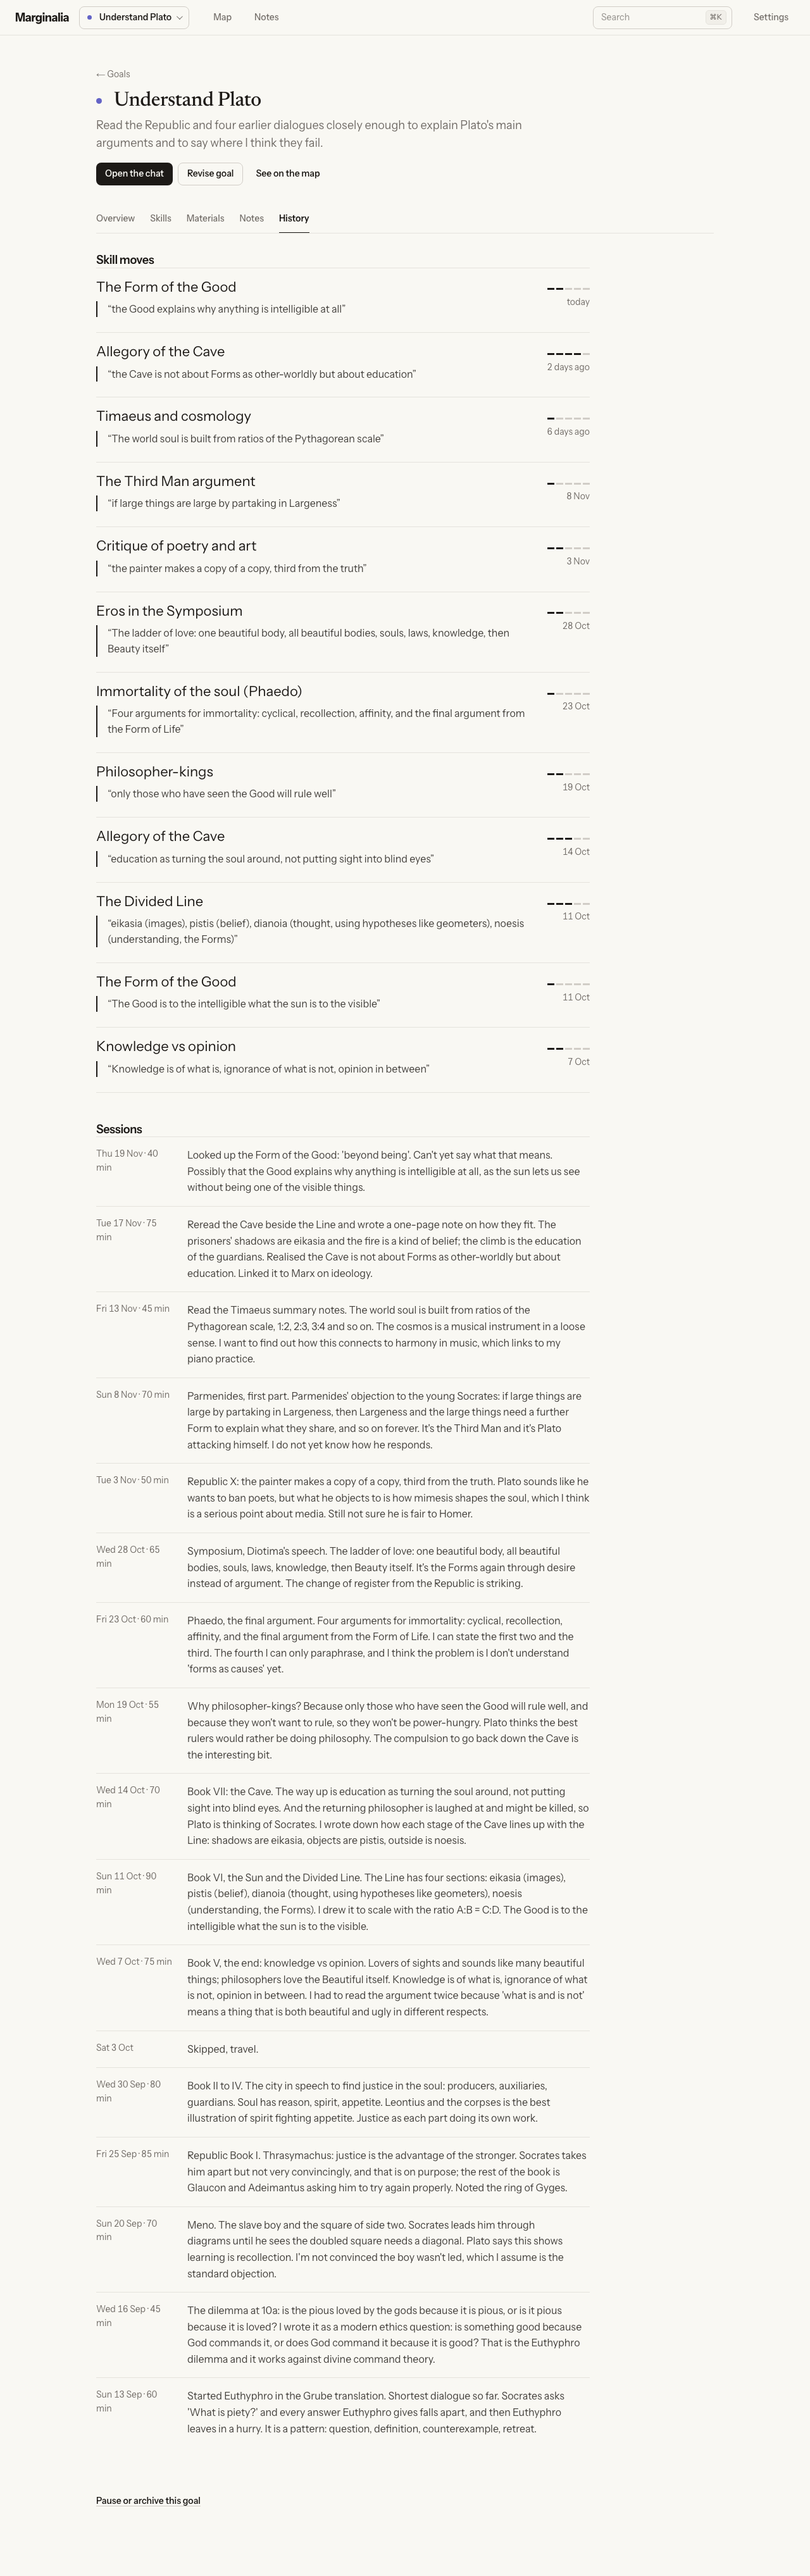 Marginalia
Understand Plato
Map
Notes
Search
⌘K
Settings
← Goals
Understand Plato
Read the Republic and four earlier dialogues closely enough to explain Plato's main
arguments and to say where I think they fail.
Open the chat
Revise goal
See on the map
Overview
Skills
Materials
Notes
History
Skill moves
The Form of the Good
today
“the Good explains why anything is intelligible at all”
Allegory of the Cave
2 days ago
“the Cave is not about Forms as other-worldly but about education”
Timaeus and cosmology
6 days ago
“The world soul is built from ratios of the Pythagorean scale”
The Third Man argument
8 Nov
“if large things are large by partaking in Largeness”
Critique of poetry and art
3 Nov
“the painter makes a copy of a copy, third from the truth”
Eros in the Symposium
28 Oct
“The ladder of love: one beautiful body, all beautiful bodies, souls, laws, knowledge, then
Beauty itself”
Immortality of the soul (Phaedo)
23 Oct
“Four arguments for immortality: cyclical, recollection, affinity, and the final argument from
the Form of Life”
Philosopher-kings
19 Oct
“only those who have seen the Good will rule well”
Allegory of the Cave
14 Oct
“education as turning the soul around, not putting sight into blind eyes”
The Divided Line
11 Oct
“eikasia (images), pistis (belief), dianoia (thought, using hypotheses like geometers), noesis
(understanding, the Forms)”
The Form of the Good
11 Oct
“The Good is to the intelligible what the sun is to the visible”
Knowledge vs opinion
7 Oct
“Knowledge is of what is, ignorance of what is not, opinion in between”
Sessions
Thu 19 Nov · 40
min
Looked up the Form of the Good: 'beyond being'. Can't yet say what that means.
Possibly that the Good explains why anything is intelligible at all, as the sun lets us see
without being one of the visible things.
Tue 17 Nov · 75
min
Reread the Cave beside the Line and wrote a one-page note on how they fit. The
prisoners' shadows are eikasia and the fire is a kind of belief; the climb is the education
of the guardians. Realised the Cave is not about Forms as other-worldly but about
education. Linked it to Marx on ideology.
Fri 13 Nov · 45 min
Read the Timaeus summary notes. The world soul is built from ratios of the
Pythagorean scale, 1:2, 2:3, 3:4 and so on. The cosmos is a musical instrument in a loose
sense. I want to find out how this connects to harmony in music, which links to my
piano practice.
Sun 8 Nov · 70 min
Parmenides, first part. Parmenides' objection to the young Socrates: if large things are
large by partaking in Largeness, then Largeness and the large things need a further
Form to explain what they share, and so on forever. It's the Third Man and it's Plato
attacking himself. I do not yet know how he responds.
Tue 3 Nov · 50 min
Republic X: the painter makes a copy of a copy, third from the truth. Plato sounds like he
wants to ban poets, but what he objects to is how mimesis shapes the soul, which I think
is a serious point about media. Still not sure he is fair to Homer.
Wed 28 Oct · 65
min
Symposium, Diotima's speech. The ladder of love: one beautiful body, all beautiful
bodies, souls, laws, knowledge, then Beauty itself. It's the Forms again through desire
instead of argument. The change of register from the Republic is striking.
Fri 23 Oct · 60 min
Phaedo, the final argument. Four arguments for immortality: cyclical, recollection,
affinity, and the final argument from the Form of Life. I can state the first two and the
third. The fourth I can only paraphrase, and I think the problem is I don't understand
'forms as causes' yet.
Mon 19 Oct · 55
min
Why philosopher-kings? Because only those who have seen the Good will rule well, and
because they won't want to rule, so they won't be power-hungry. Plato thinks the best
rulers would rather be doing philosophy. The compulsion to go back down the Cave is
the interesting bit.
Wed 14 Oct · 70
min
Book VII: the Cave. The way up is education as turning the soul around, not putting
sight into blind eyes. And the returning philosopher is laughed at and might be killed, so
Plato is thinking of Socrates. I wrote down how each stage of the Cave lines up with the
Line: shadows are eikasia, objects are pistis, outside is noesis.
Sun 11 Oct · 90
min
Book VI, the Sun and the Divided Line. The Line has four sections: eikasia (images),
pistis (belief), dianoia (thought, using hypotheses like geometers), noesis
(understanding, the Forms). I drew it to scale with the ratio A:B = C:D. The Good is to the
intelligible what the sun is to the visible.
Wed 7 Oct · 75 min
Book V, the end: knowledge vs opinion. Lovers of sights and sounds like many beautiful
things; philosophers love the Beautiful itself. Knowledge is of what is, ignorance of what
is not, opinion in between. I had to read the argument twice because 'what is and is not'
means a thing that is both beautiful and ugly in different respects.
Sat 3 Oct
Skipped, travel.
Wed 30 Sep · 80
min
Book II to IV. The city in speech to find justice in the soul: producers, auxiliaries,
guardians. Soul has reason, spirit, appetite. Leontius and the corpses is the best
illustration of spirit fighting appetite. Justice as each part doing its own work.
Fri 25 Sep · 85 min
Republic Book I. Thrasymachus: justice is the advantage of the stronger. Socrates takes
him apart but not very convincingly, and that is on purpose; the rest of the book is
Glaucon and Adeimantus asking him to try again properly. Noted the ring of Gyges.
Sun 20 Sep · 70
min
Meno. The slave boy and the square of side two. Socrates leads him through
diagrams until he sees the doubled square needs a diagonal. Plato says this shows
learning is recollection. I'm not convinced the boy wasn't led, which I assume is the
standard objection.
Wed 16 Sep · 45
min
The dilemma at 10a: is the pious loved by the gods because it is pious, or is it pious
because it is loved? I wrote it as a modern ethics question: is something good because
God commands it, or does God command it because it is good? That is the Euthyphro
dilemma and it works against divine command theory.
Sun 13 Sep · 60
min
Started Euthyphro in the Grube translation. Shortest dialogue so far. Socrates asks
'What is piety?' and every answer Euthyphro gives falls apart, and then Euthyphro
leaves in a hurry. It is a pattern: question, definition, counterexample, retreat.
Pause or archive this goal